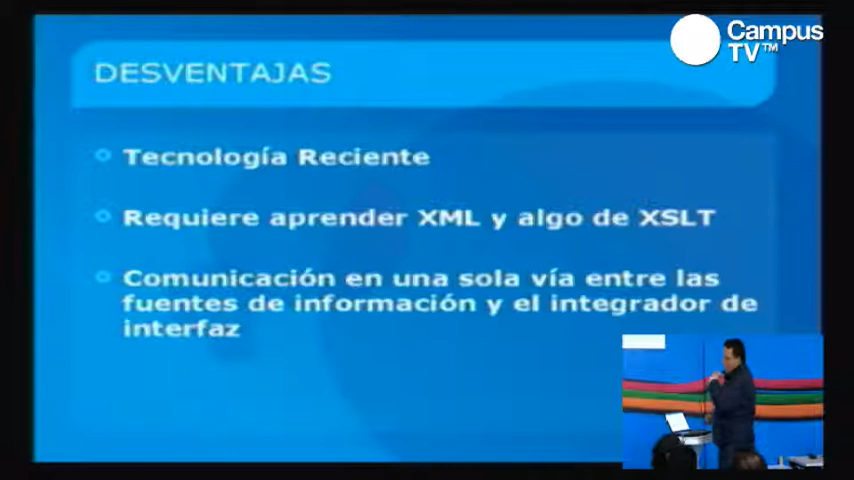 Campus
TV™
DESVENTAJAS
Tecnología Reciente
Requiere aprender XML y algo de XSLT
Comunicación en una sola vía entre las
fuentes de información y el integrador de
interfaz